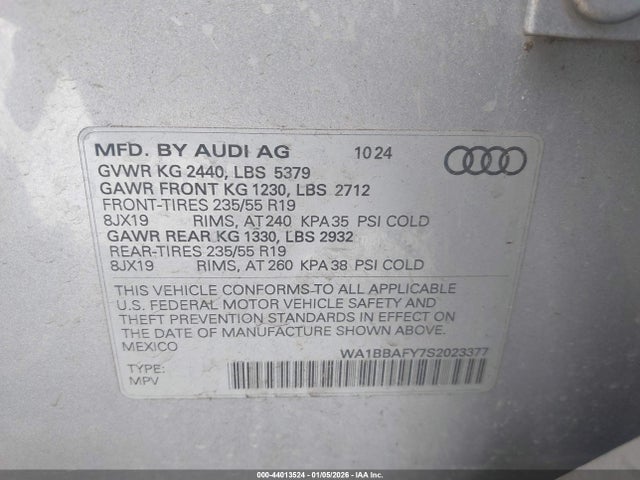 MFD. BY AUDI AG 10 24
GVWR KG 2440, LBS 5379
GAWR FRONT KG 1230, LBS 2712
FRONT-TIRES 235/55 R19
8JX19 RIMS, AT 240 KPA 35 PSI COLD
GAWR REAR KG 1330, LBS 2932
REAR-TIRES 235/55 R19
8JX19 RIMS, AT 260 KPA 38 PSI COLD
THIS VEHICLE CONFORMS TO ALL APPLICABLE
U.S. FEDERAL MOTOR VEHICLE SAFETY AND
THEFT PREVENTION STANDARDS IN EFFECT ON
THE DATE OF MANUFACTURE SHOWN ABOVE.
MEXICO WA1BBAFY7S2023377
TYPE:
MPV
000-44013524 | 01/05/2026 - COPYRIGHT IAA, LLC